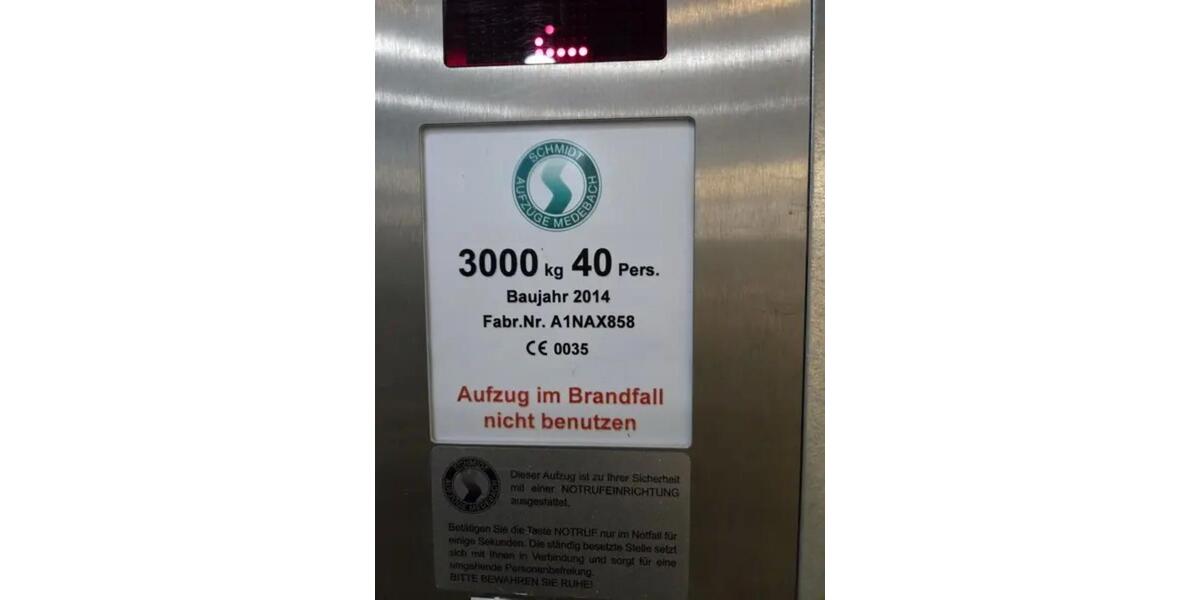 SCHMIDT
AUFZÜGE MEDEBACH
3000 kg 40 Pers.
Baujahr 2014
Fabr.Nr. A1NAX858
CE 0035
Aufzug im Brandfall
nicht benutzen
SCHMIDT
AUFZÜGE MEDEBACH
Dieser Aufzug ist zu Ihrer Sicherheit
mit einer NOTRUFEINRICHTUNG
ausgestattet.
Betätigen Sie die Taste NOTRUF nur im Notfall für
einige Sekunden. Die ständig besetzte Stelle setzt
sich mit Ihnen in Verbindung und sorgt für eine
umgehende Personenbefreiung.
BITTE BEWAHREN SIE RUHE!